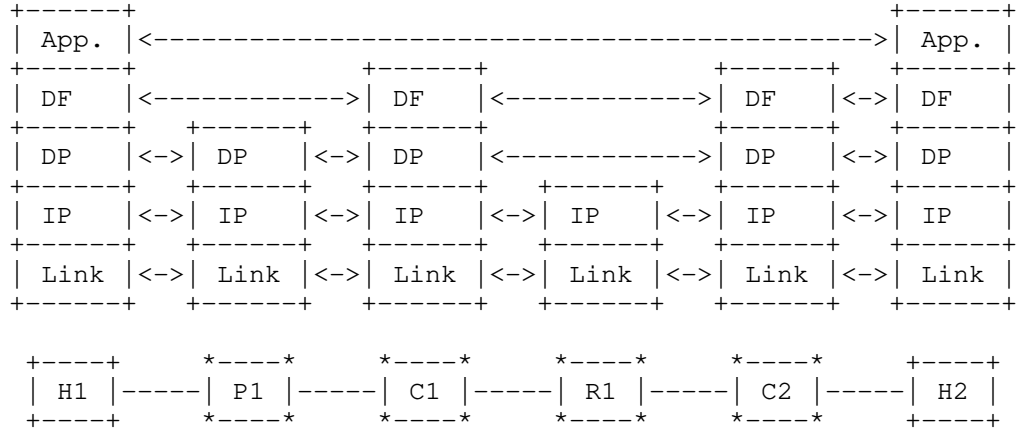 App. App.
DF DF DF DF
DP DP DP DP DP
IP IP IP IP IP IP
Link Link Link Link Link Link
H1 P1 C1 R1 C2 H2